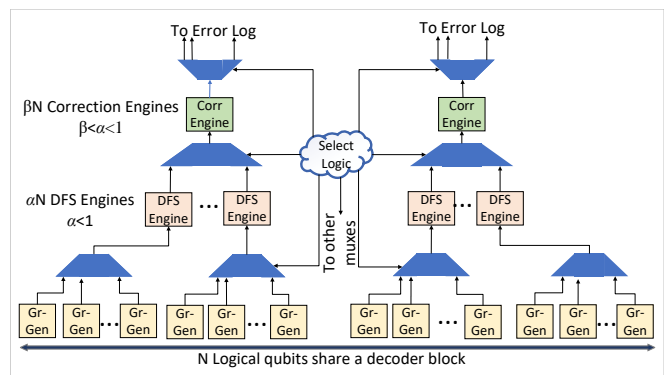 To Error Log
To Error Log
βN Correction Engines
β<α<1
Corr
Engine
Corr
Engine
Select
Logic
αN DFS Engines
α<1
DFS
Engine
...
DFS
Engine
DFS
Engine
...
DFS
Engine
To other
muxes
Gr-
Gen
Gr-
Gen
...
Gr-
Gen
Gr-
Gen
Gr-
Gen
...
Gr-
Gen
Gr-
Gen
Gr-
Gen
...
Gr-
Gen
Gr-
Gen
Gr-
Gen
...
Gr-
Gen
N Logical qubits share a decoder block